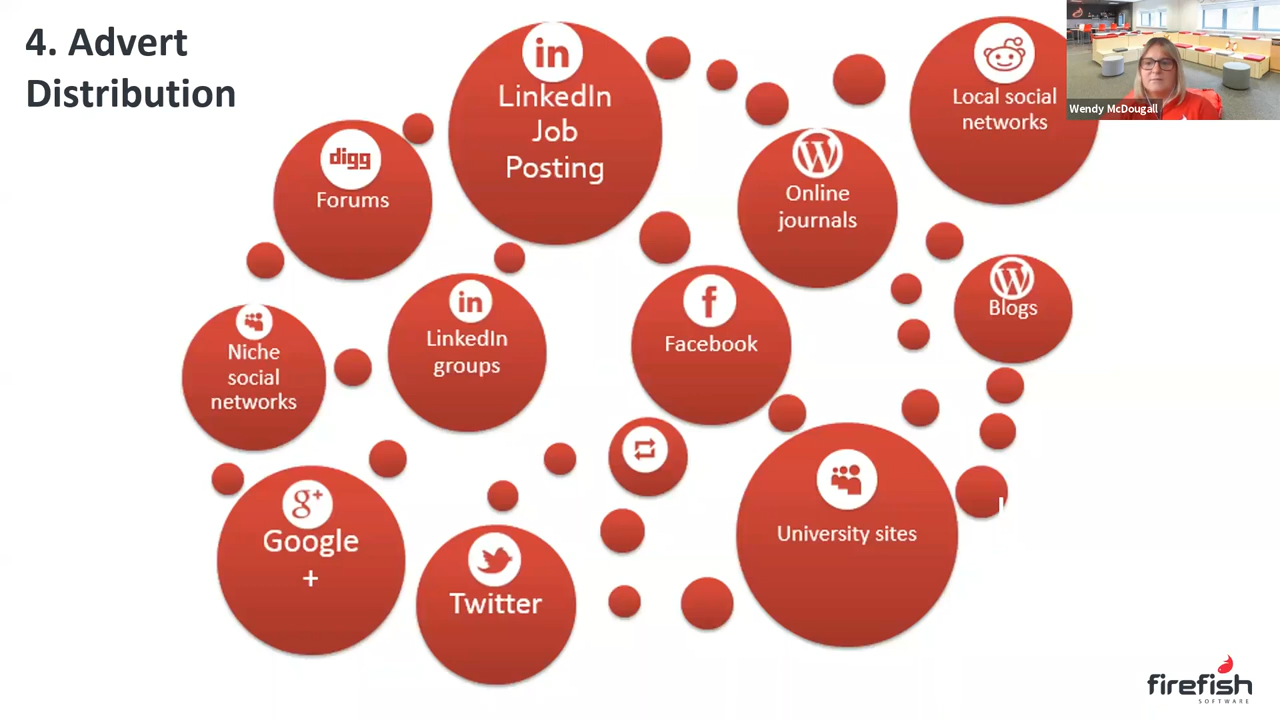 4. Advert
Distribution
in
LinkedIn
Job
Posting
Local social
networks
Wendy McDougall
digg
Forums
W
Online
journals
W
Blogs
in
LinkedIn
groups
f
Facebook
Niche
social
networks
g+
Google
+
Twitter
University sites
firefish
SOFTWARE